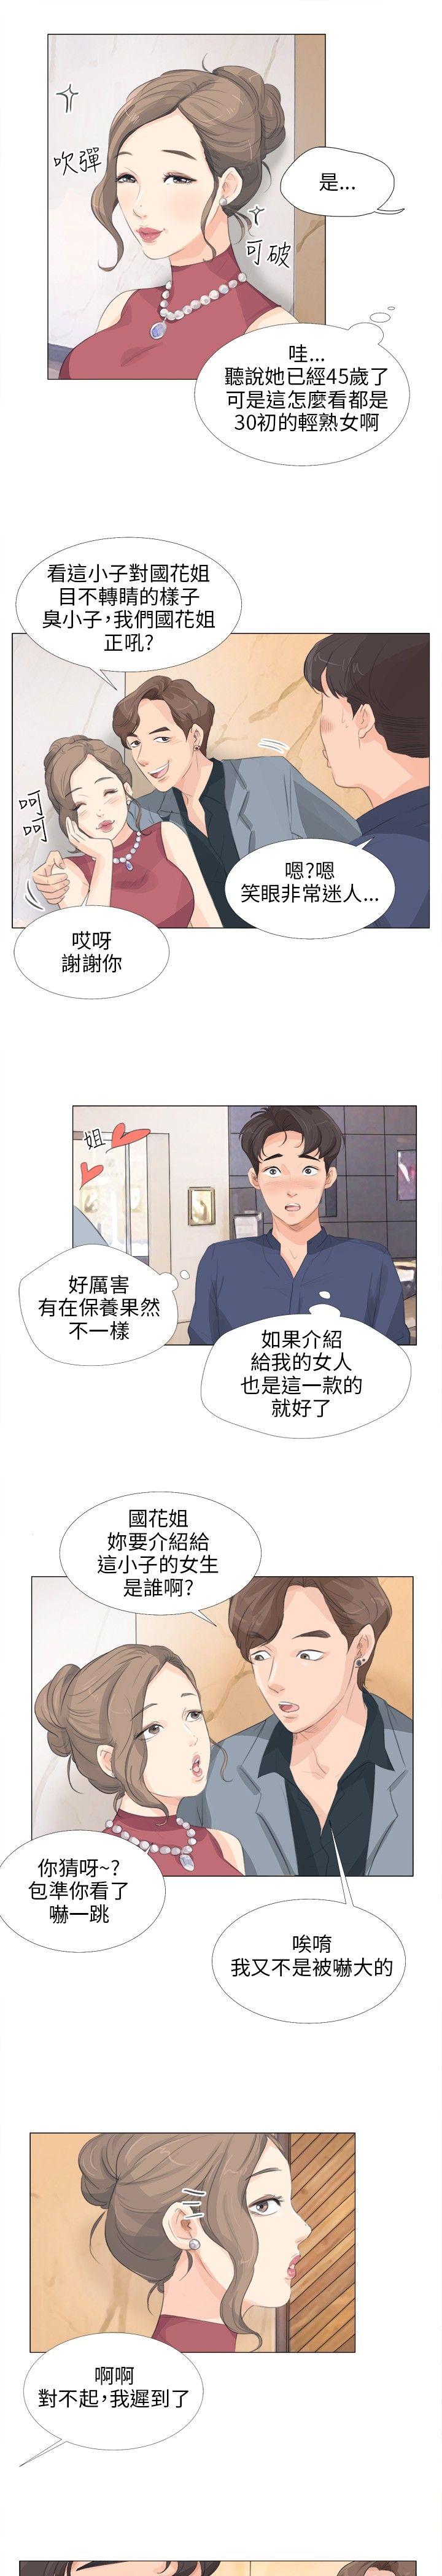 吹彈
可破
是...
哇...
聽說她已經45歲了
可是這怎麼看都是
30初的輕熟女啊
看這小子對國花姐
目不轉睛的樣子
臭小子,我們國花姐
正吼?
呵
呵
嗯?嗯
笑眼非常迷人...
哎呀
謝謝你
姐
好厲害
有在保養果然
不一樣
如果介紹
給我的女人
也是這一款的
就好了
國花姐
妳要介紹給
這小子的女生
是誰啊?
你猜呀~?
包準你看了
嚇一跳
唉唷
我又不是被嚇大的
啊啊
對不起,我遲到了